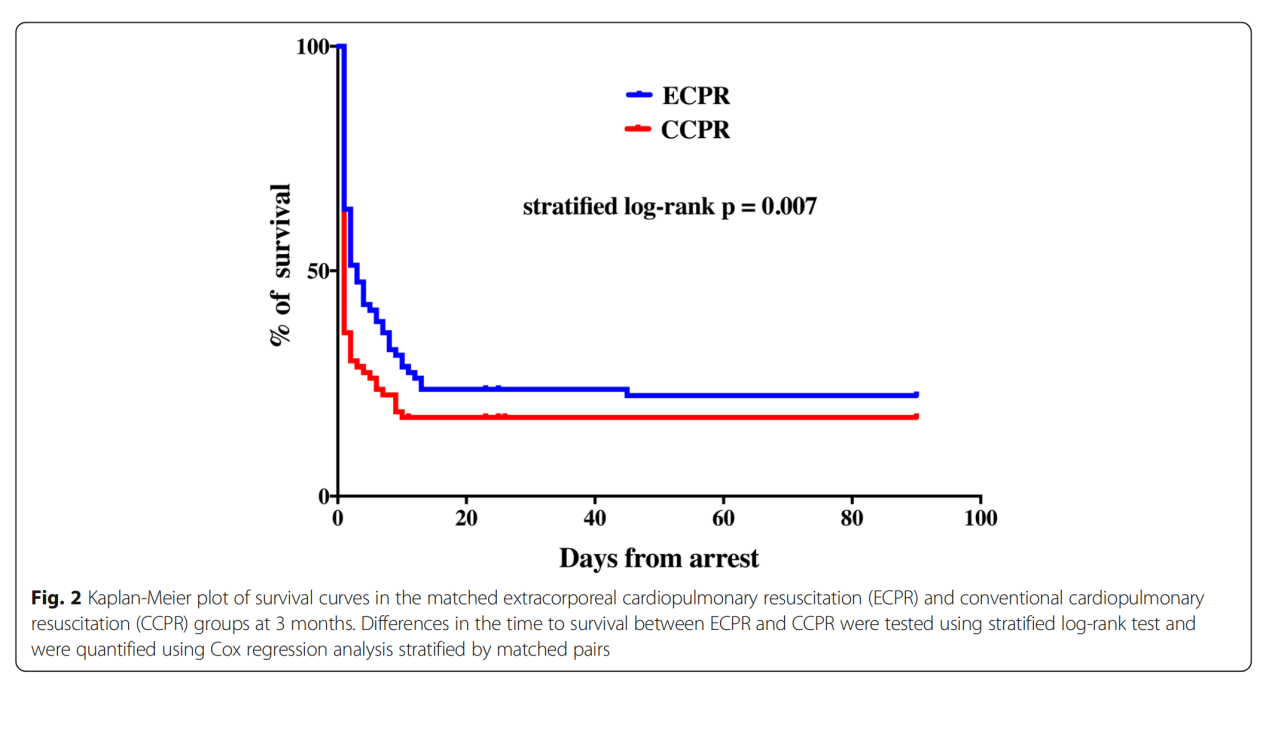 100
ECPR
CCPR
stratified log-rank p = 0.007
% of survival
50
0
0 20 40 60 80 100
Days from arrest
Fig. 2 Kaplan-Meier plot of survival curves in the matched extracorporeal cardiopulmonary resuscitation (ECPR) and conventional cardiopulmonary
resuscitation (CCPR) groups at 3 months. Differences in the time to survival between ECPR and CCPR were tested using stratified log-rank test and
were quantified using Cox regression analysis stratified by matched pairs